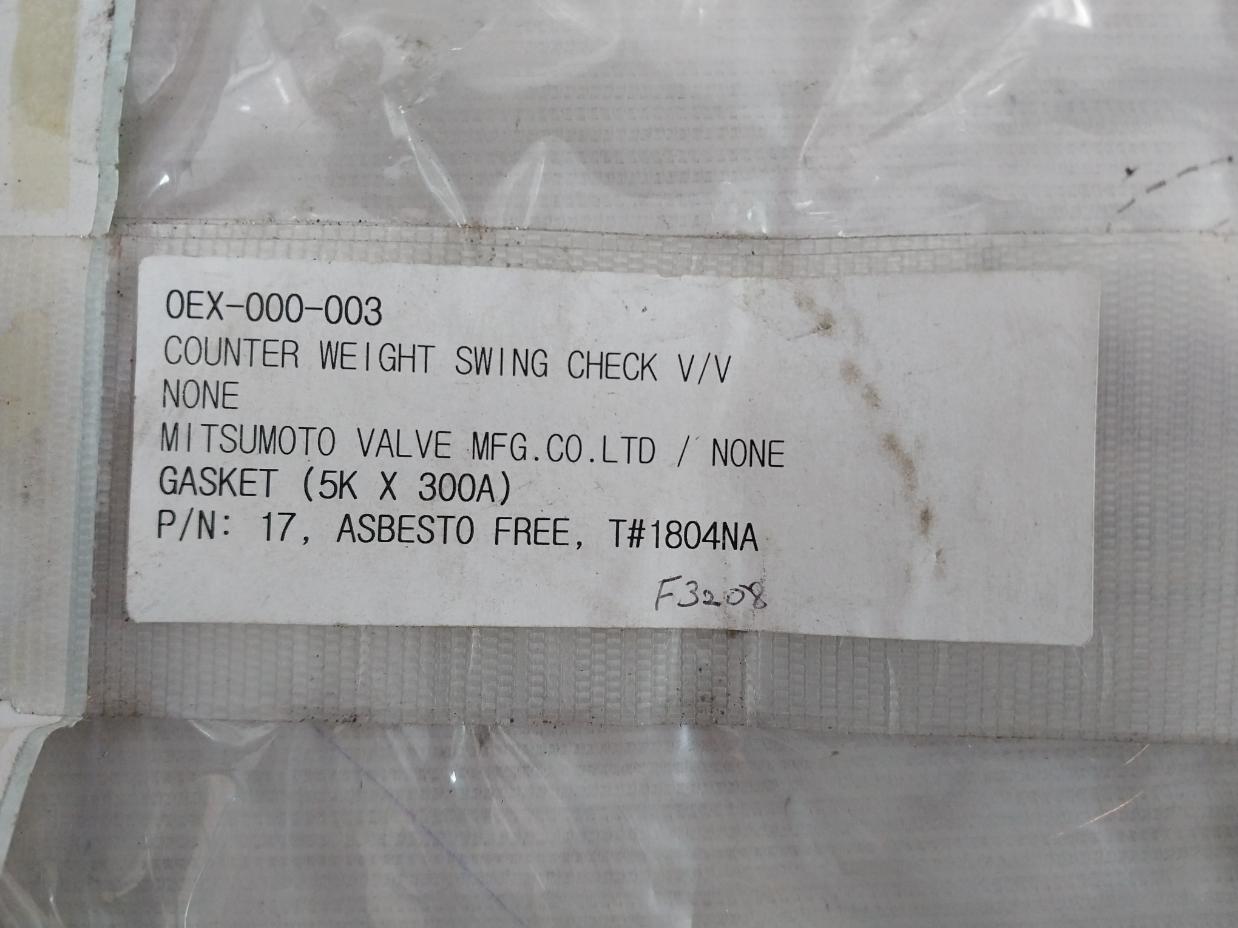 OEX-000-003
COUNTER WEIGHT SWING CHECK V/V
NONE
MITSUMOTO VALVE MFG.CO.LTD / NONE
GASKET (5K X 300A)
P/N: 17, ASBESTO FREE, T#1804NA
F3208